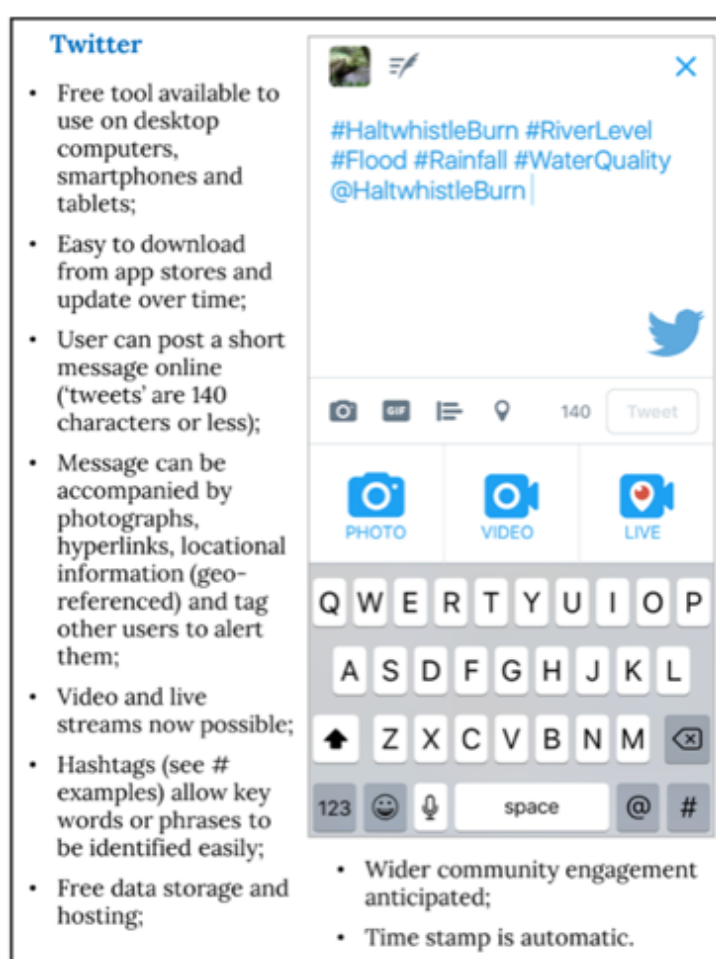 Twitter
• Free tool available to
use on desktop
computers,
smartphones and
tablets;
• Easy to download
from app stores and
update over time;
• User can post a short
message online
(‘tweets’ are 140
characters or less);
• Message can be
accompanied by
photographs,
hyperlinks, locational
information (geo-
referenced) and tag
other users to alert
them;
• Video and live
streams now possible;
• Hashtags (see #
examples) allow key
words or phrases to
be identified easily;
• Free data storage and
hosting;
#HaltwhistleBurn #RiverLevel
#Flood #Rainfall #WaterQuality
@HaltwhistleBurn
GIF 140 Tweet
PHOTO VIDEO LIVE
Q W E R T Y U I O P
A S D F G H J K L
Z X C V B N M
123 space @ #
• Wider community engagement
anticipated;
• Time stamp is automatic.